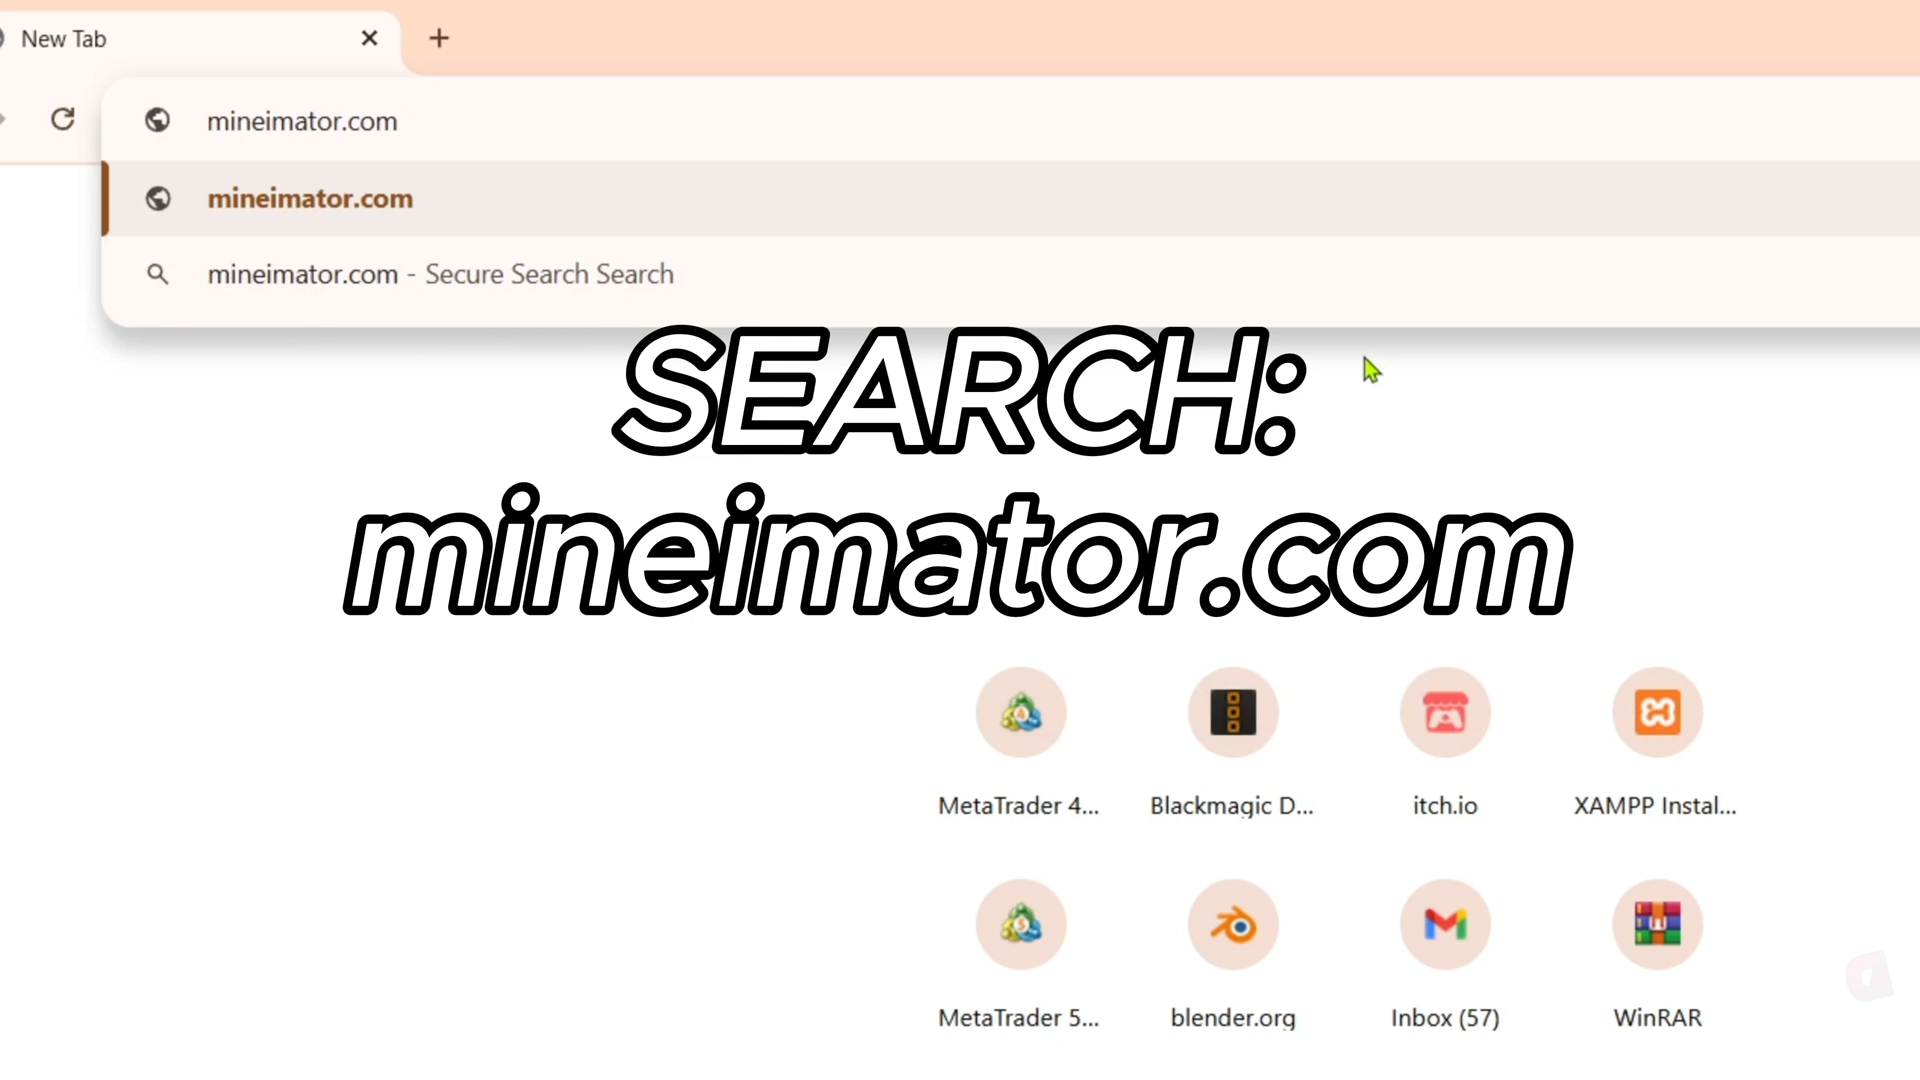 New Tab
mineimator.com
mineimator.com
mineimator.com - Secure Search Search
SEARCH:
mineimator.com
MetaTrader 4...
Blackmagic D...
itch.io
XAMPP Instal...
MetaTrader 5...
blender.org
Inbox (57)
WinRAR